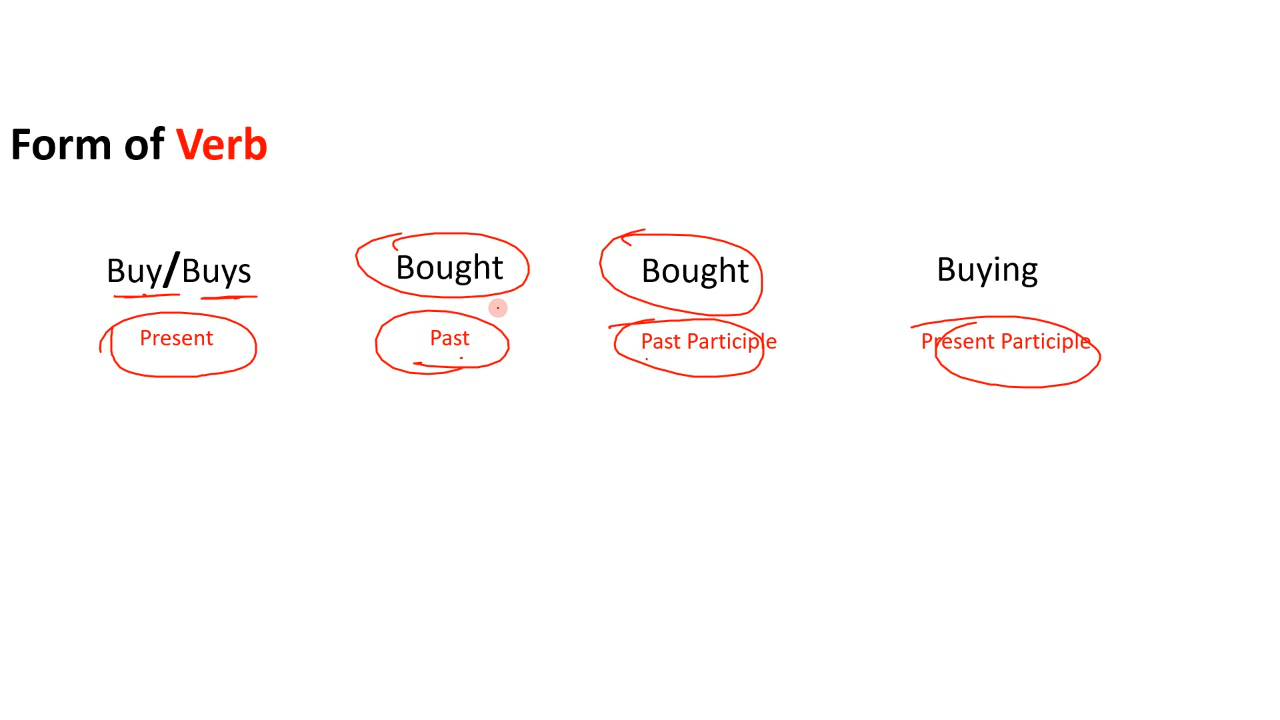 Form of Verb
Buy/Buys Bought Bought Buying
Present Past Past Participle Present Participle